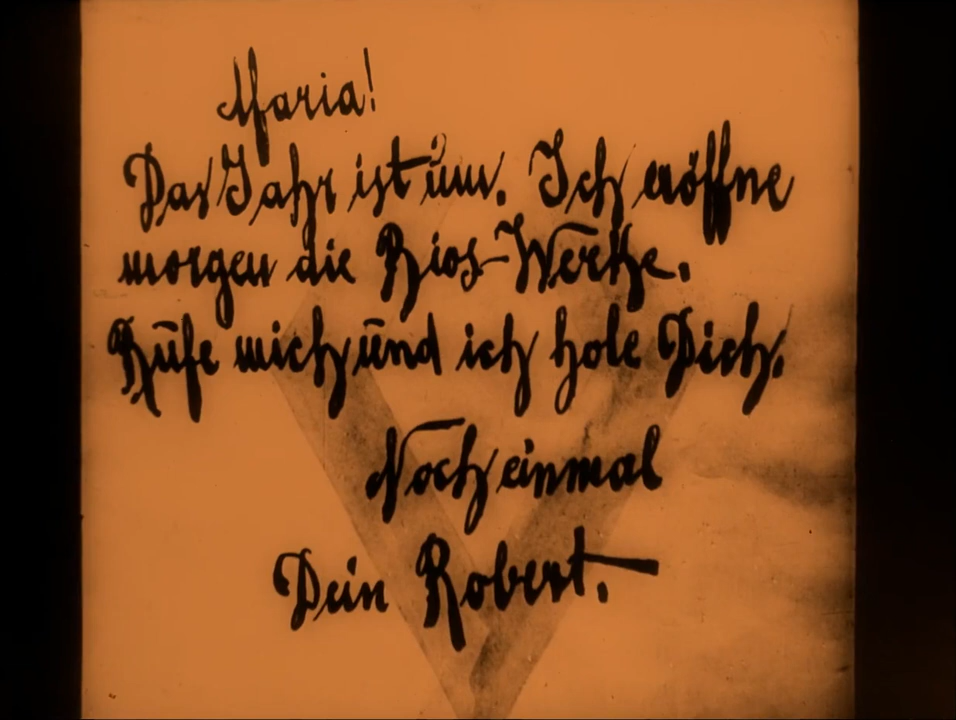 Maria!
Das Jahr ist um. Ich eröffne
morgen die Rios-Werke.
Rufe mich und ich hole Dich.
Noch einmal
Dein Robert.